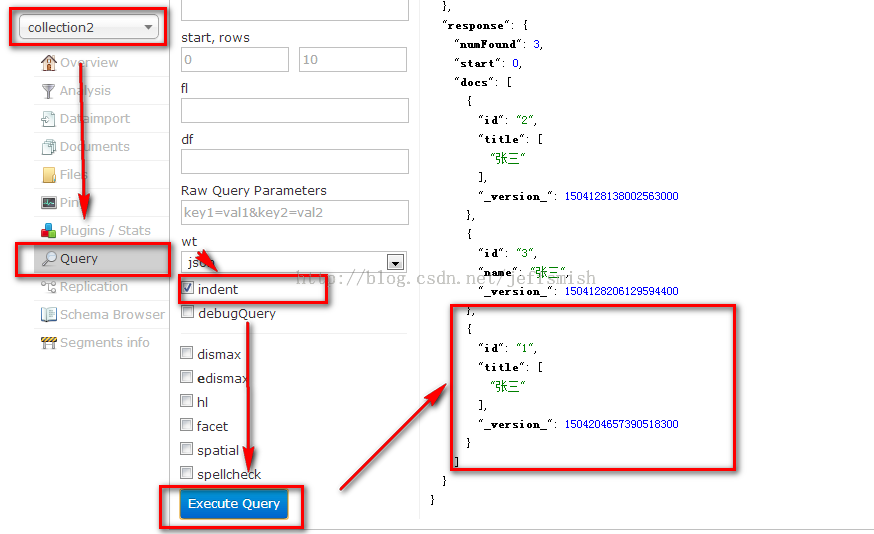 collection2
Overview
Analysis
Dataimport
Documents
Files
Ping
Plugins / Stats
Query
Replication
Schema Browser
Segments info
start, rows
0 10
fl
df
Raw Query Parameters
key1=val1&key2=val2
wt
json
indent
debugQuery
dismax
edismax
hl
facet
spatial
spellcheck
Execute Query
},
"response": {
"numFound": 3,
"start": 0,
"docs": [
{
"id": "2",
"title": [
"张三"
],
"_version_": 1504128138002563000
},
{
"id": "3",
"name": "张三",
"_version_": 1504128206129594400
},
{
"id": "1",
"title": [
"张三"
],
"_version_": 1504204657390518300
}
]
}
}
http://blog.csdn.net/jeffsmish